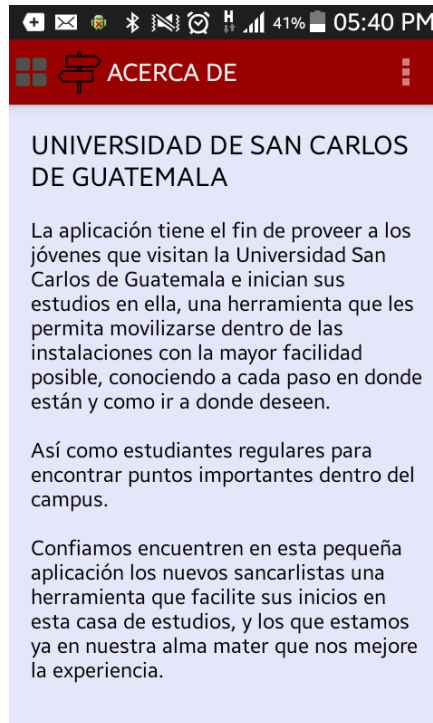 41% 05:40 PM
ACERCA DE
UNIVERSIDAD DE SAN CARLOS
DE GUATEMALA
La aplicación tiene el fin de proveer a los
jóvenes que visitan la Universidad San
Carlos de Guatemala e inician sus
estudios en ella, una herramienta que les
permita movilizarse dentro de las
instalaciones con la mayor facilidad
posible, conociendo a cada paso en donde
están y como ir a donde deseen.
Así como estudiantes regulares para
encontrar puntos importantes dentro del
campus.
Confiamos encuentren en esta pequeña
aplicación los nuevos sancarlistas una
herramienta que facilite sus inicios en
esta casa de estudios, y los que estamos
ya en nuestra alma mater que nos mejore
la experiencia.